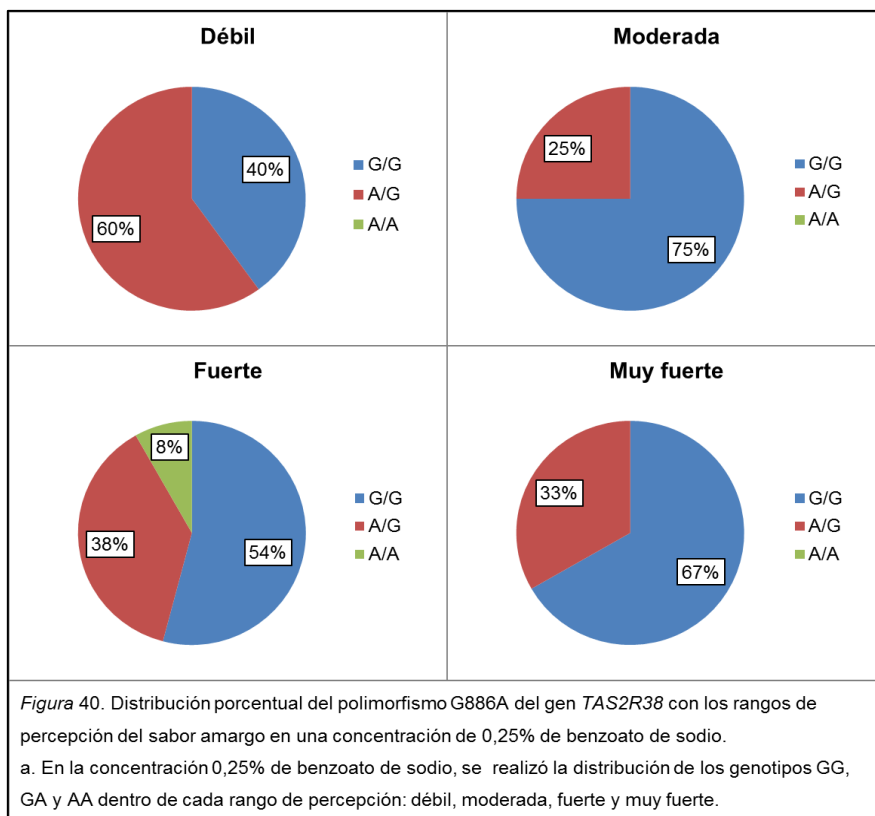 Débil
40%
60%
G/G
A/G
A/A
Moderada
25%
75%
G/G
A/G
A/A
Fuerte
8%
38%
54%
G/G
A/G
A/A
Muy fuerte
33%
67%
G/G
A/G
A/A
Figura 40. Distribución porcentual del polimorfismo G886A del gen TAS2R38 con los rangos de
percepción del sabor amargo en una concentración de 0,25% de benzoato de sodio.
a. En la concentración 0,25% de benzoato de sodio, se realizó la distribución de los genotipos GG,
GA y AA dentro de cada rango de percepción: débil, moderada, fuerte y muy fuerte.